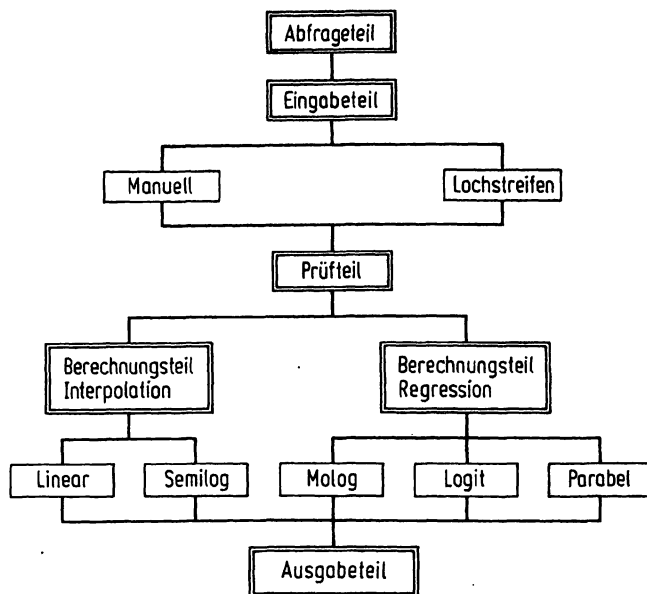 Abfrageteil
Eingabeteil
Manuell
Lochstreifen
Prüfteil
Berechnungsteil
Interpolation
Berechnungsteil
Regression
Linear
Semilog
Molog
Logit
Parabel
Ausgabeteil